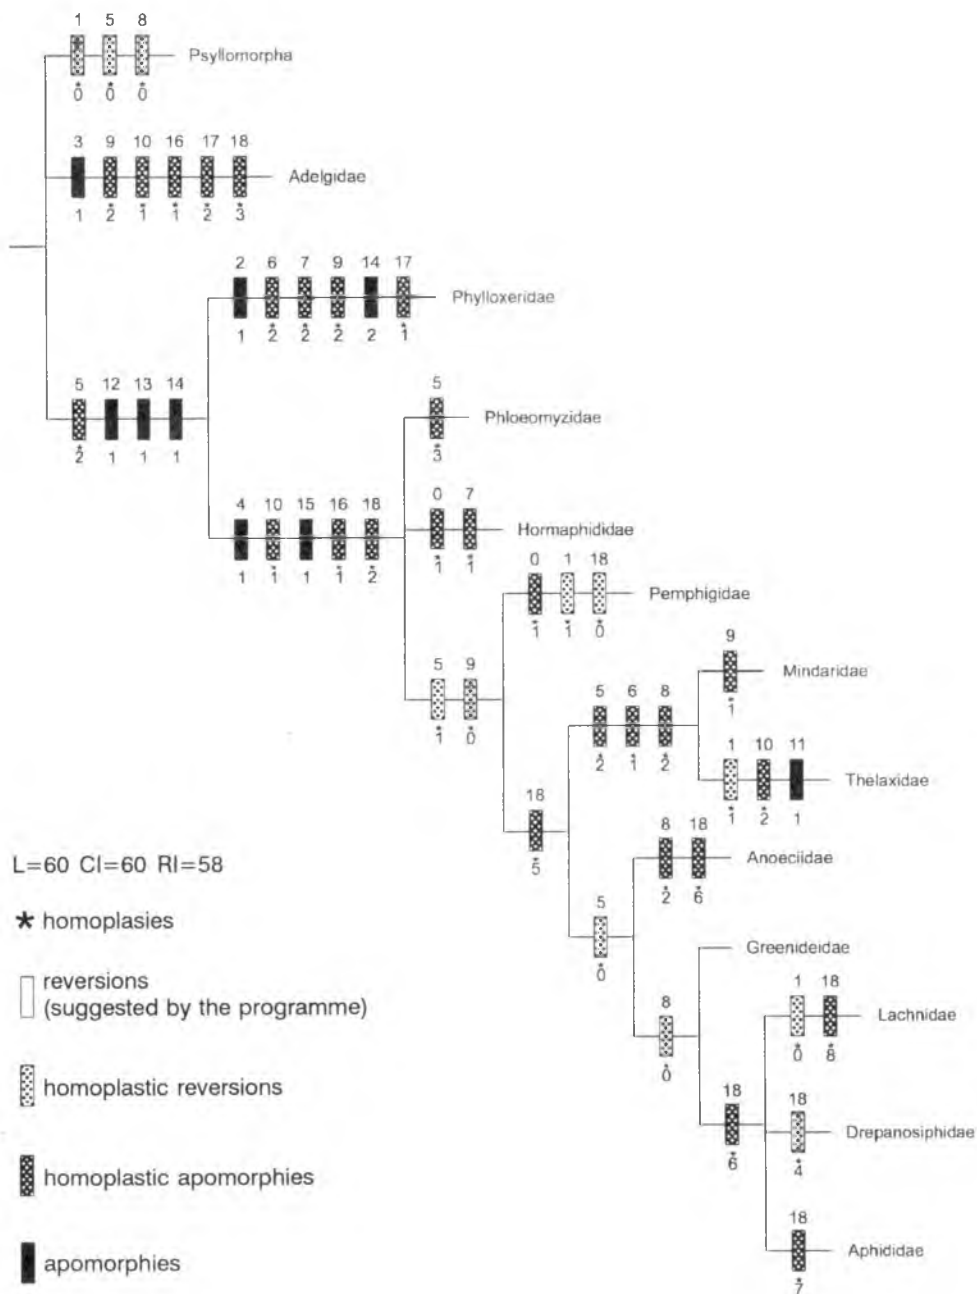 1 5 8
Psyllomorpha
* * *
0 0 0
3 9 10 16 17 18
Adelgidae
* * * * *
1 2 1 1 2 3
2 6 7 9 14 17
Phylloxeridae
* * * *
1 2 2 2 2 1
5 12 13 14
*
2 1 1 1
5
Phloeomyzidae
*
3
4 10 15 16 18
* * *
1 1 1 1 2
0 7
Hormaphididae
* *
1 1
0 1 18
Pemphigidae
* * *
1 1 0
5 9
* *
1 0
9
Mindaridae
*
1
5 6 8
* * *
2 1 2
1 10 11
Thelaxidae
* *
1 2 1
18
*
5
8 18
Anoeciidae
* *
2 6
5
*
0
Greenideidae
8
*
0
1 18
Lachnidae
* *
0 8
18
*
6
18
Drepanosiphidae
*
4
18
Aphididae
*
7
L=60 CI=60 RI=58
* homoplasies
reversions
(suggested by the programme)
homoplastic reversions
homoplastic apomorphies
apomorphies